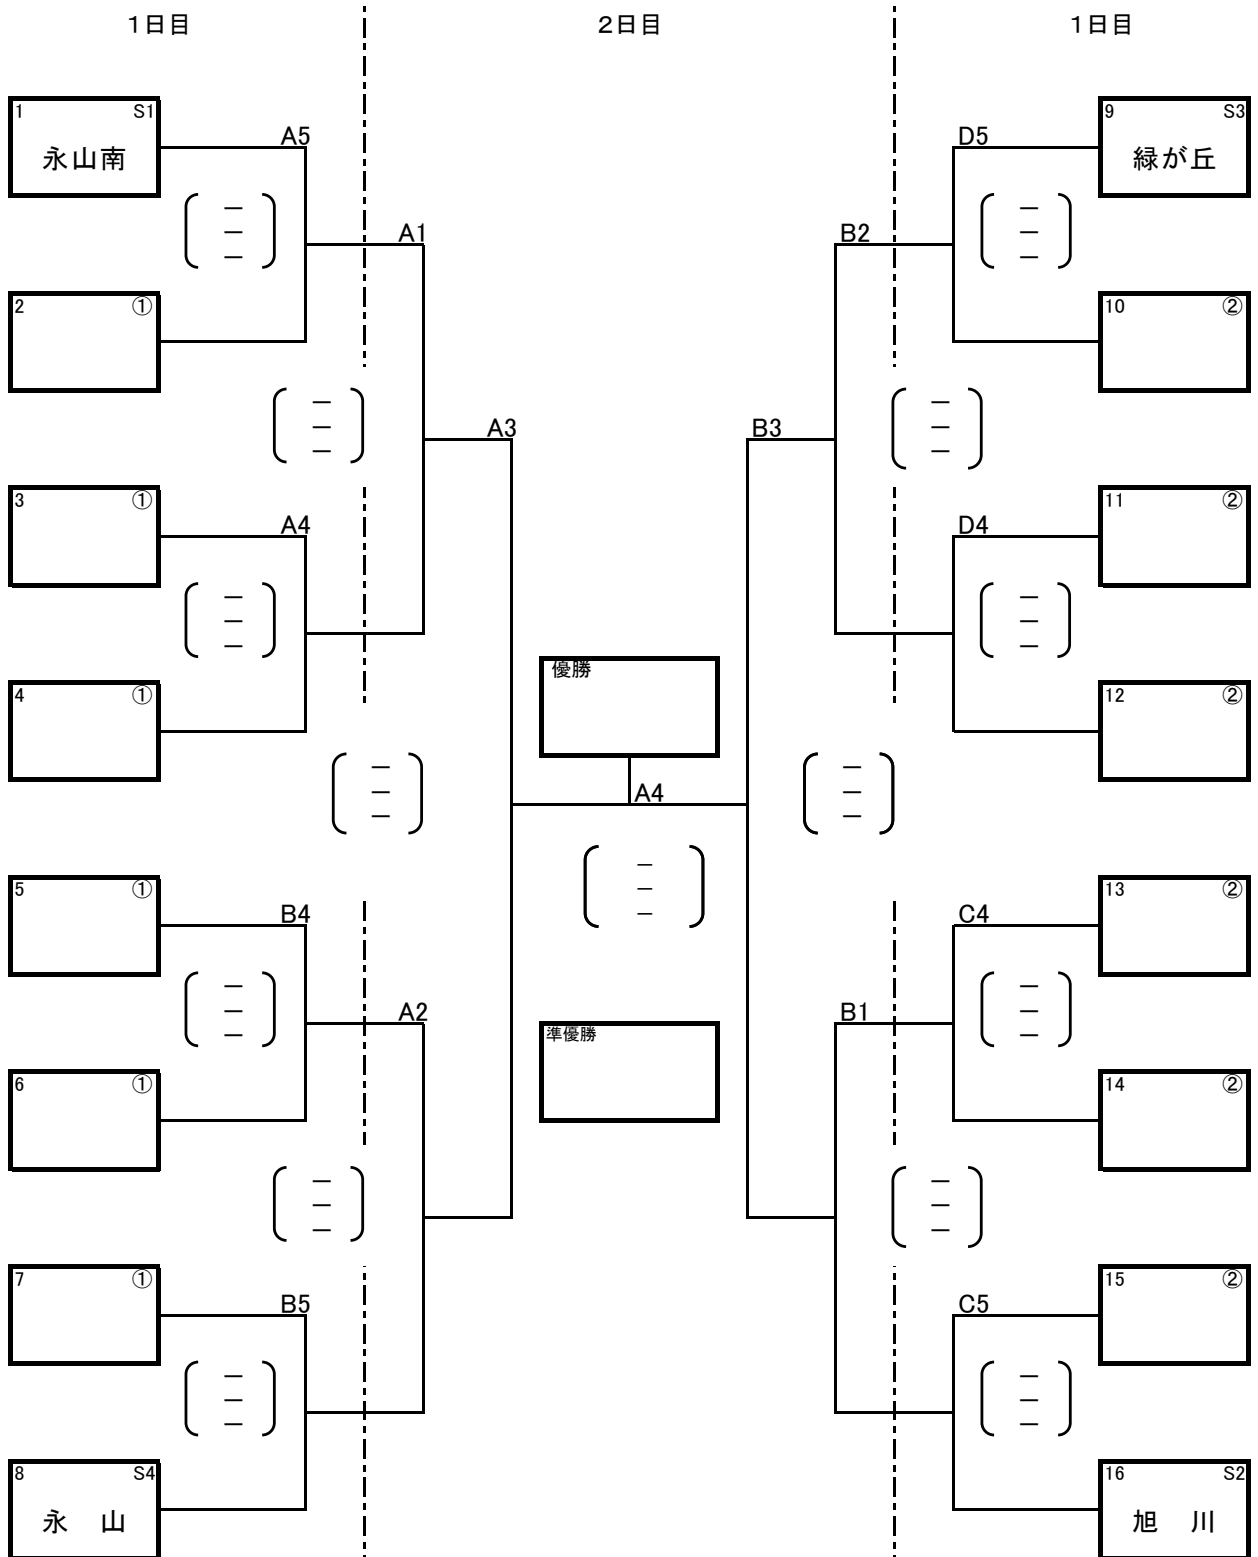 1日目 2日目 1日目
1 S1 A5 D5 9 S3
永山南 緑が丘
－ －
－ A1 B2 －
－ －
2 ① 10 ②
－ －
－ A3 B3 －
－ －
3 ① A4 D4 11 ②
－ －
－ －
－ －
優勝
4 ① 12 ②
－ －
－ A4 －
－ －
5 ① － 13 ②
－
B4 － C4
－ －
－ A2 B1 －
－ 準優勝 －
6 ① 14 ②
－ －
－ －
－ －
7 ① B5 C5 15 ②
－ －
－ －
－ －
8 S4 16 S2
永　山 旭　川